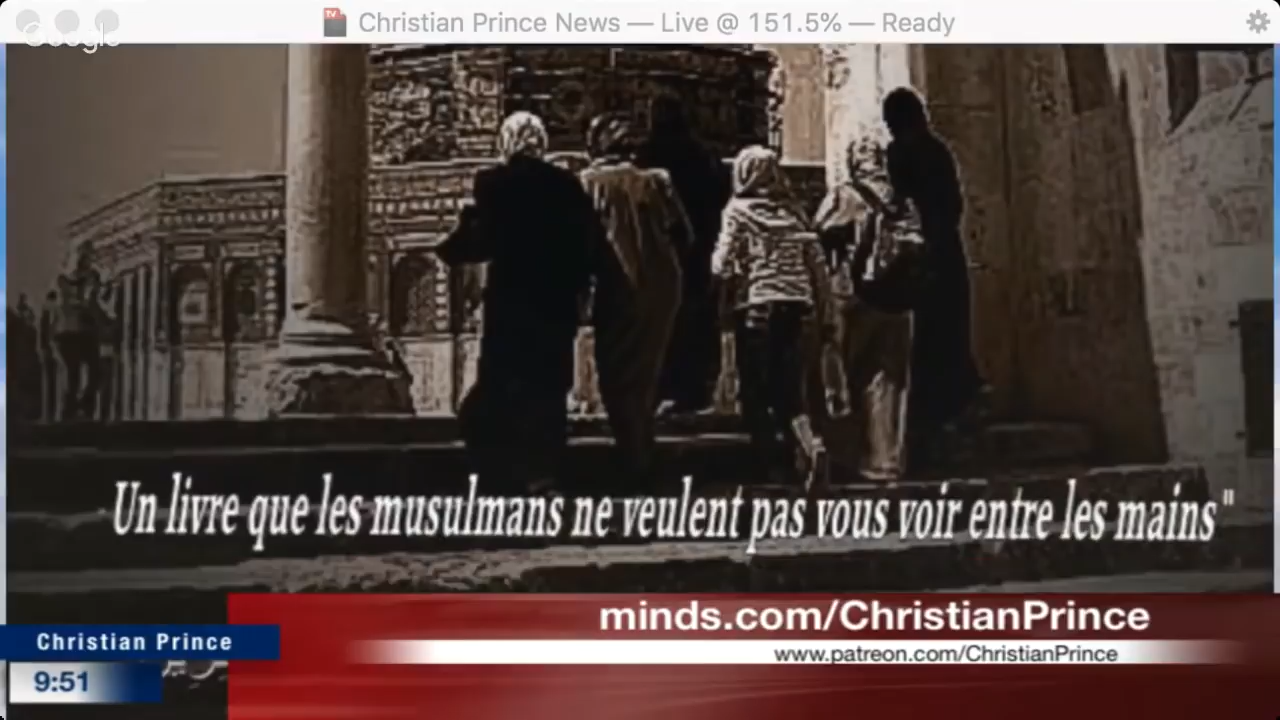 Christian Prince News — Live @ 151.5% — Ready
Google
Un livre que les musulmans ne veulent pas vous voir entre les mains"
minds.com/ChristianPrince
Christian Prince
www.patreon.com/ChristianPrince
9:51